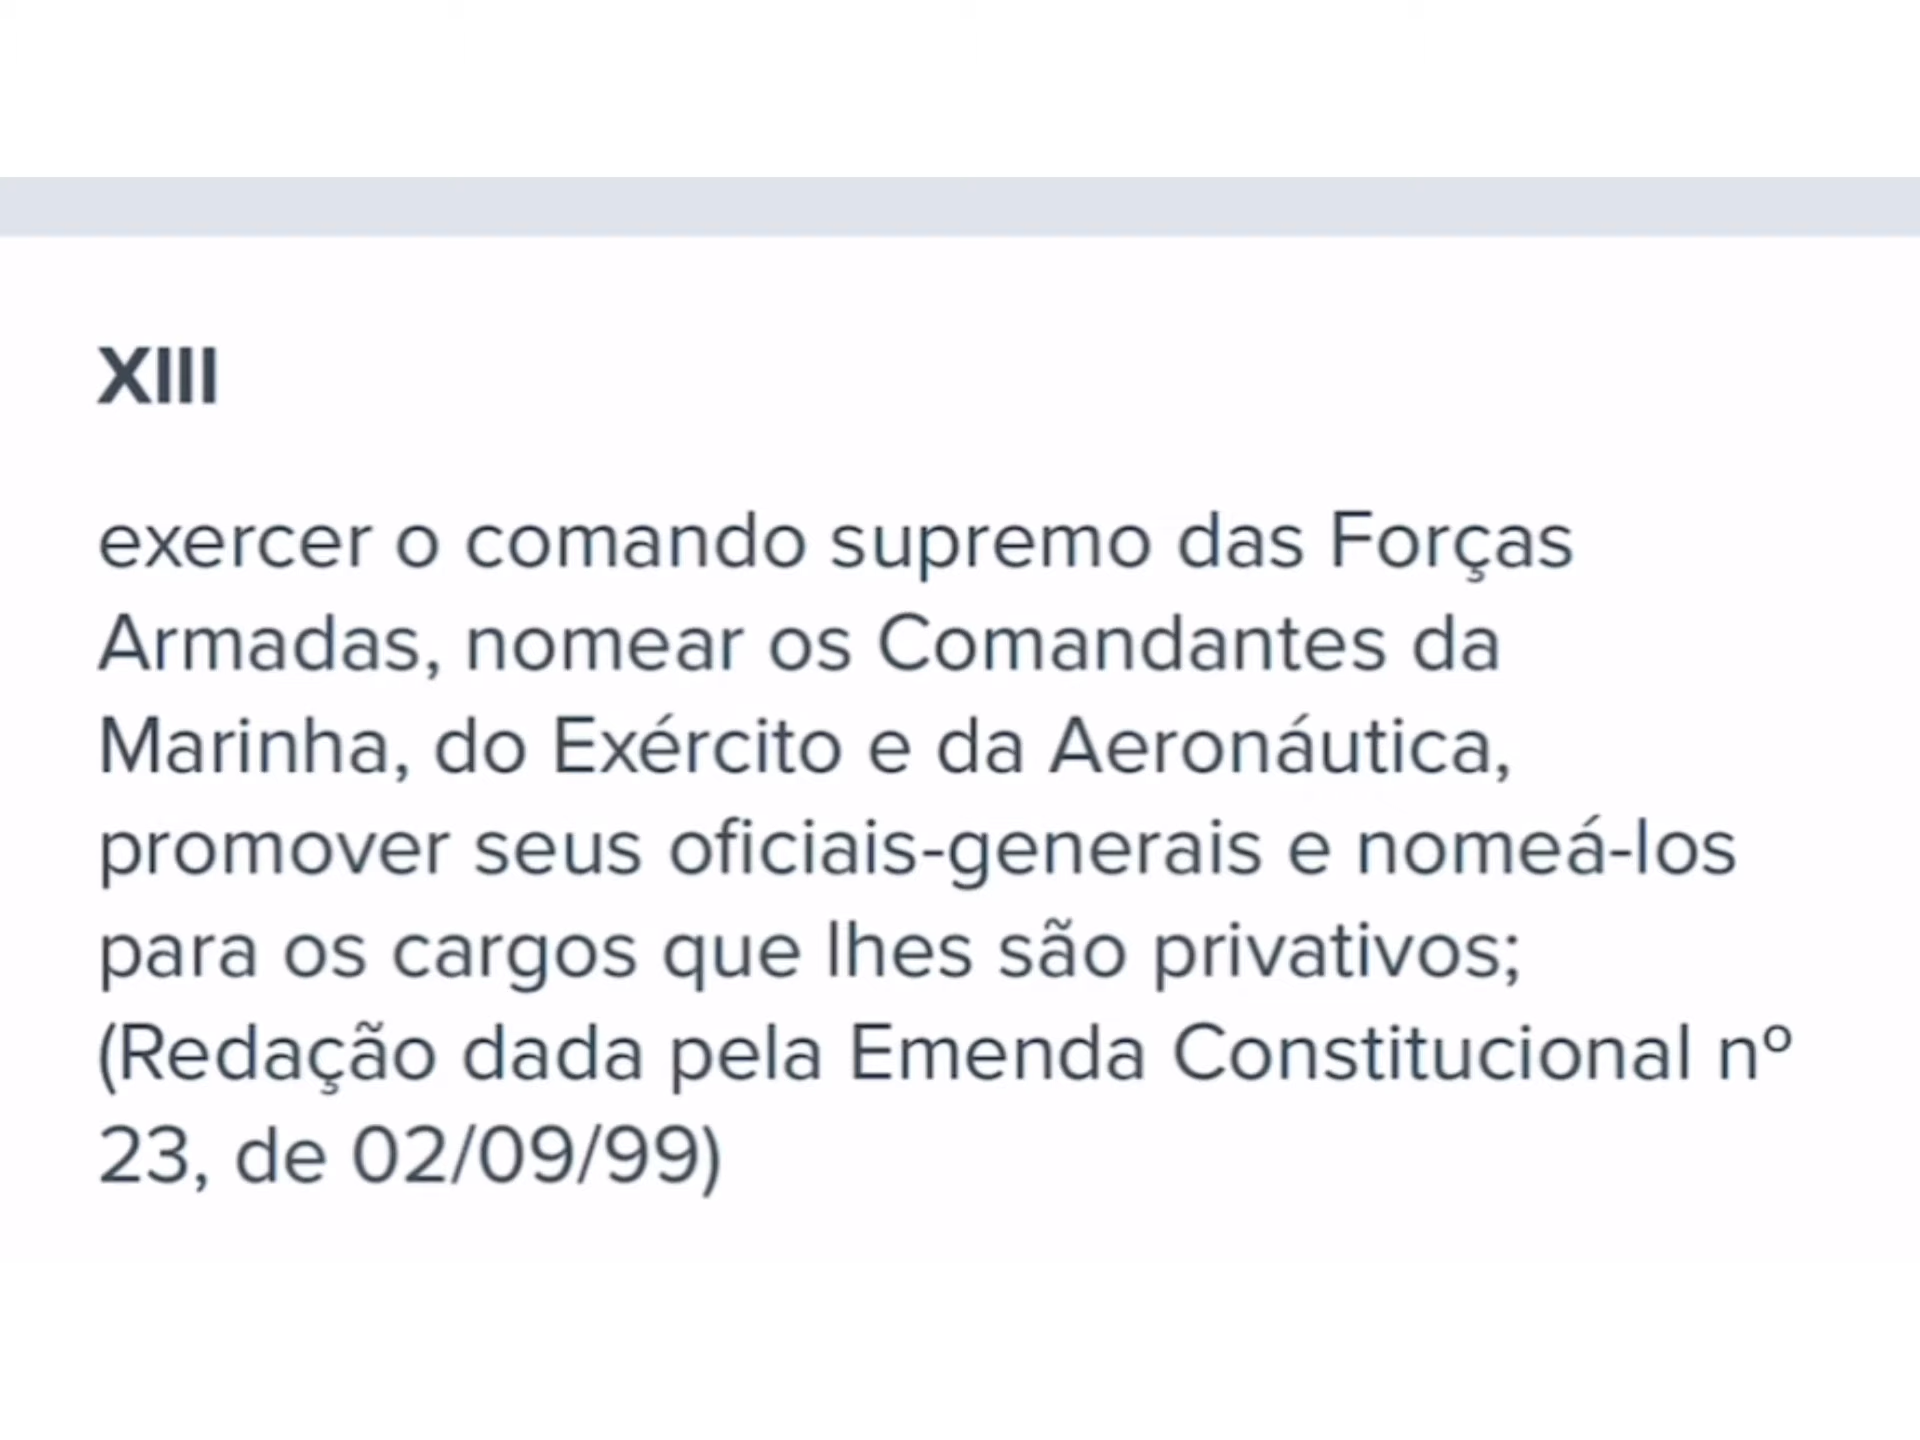 XIII
exercer o comando supremo das Forças
Armadas, nomear os Comandantes da
Marinha, do Exército e da Aeronáutica,
promover seus oficiais-generais e nomeá-los
para os cargos que lhes são privativos;
(Redação dada pela Emenda Constitucional nº
23, de 02/09/99)